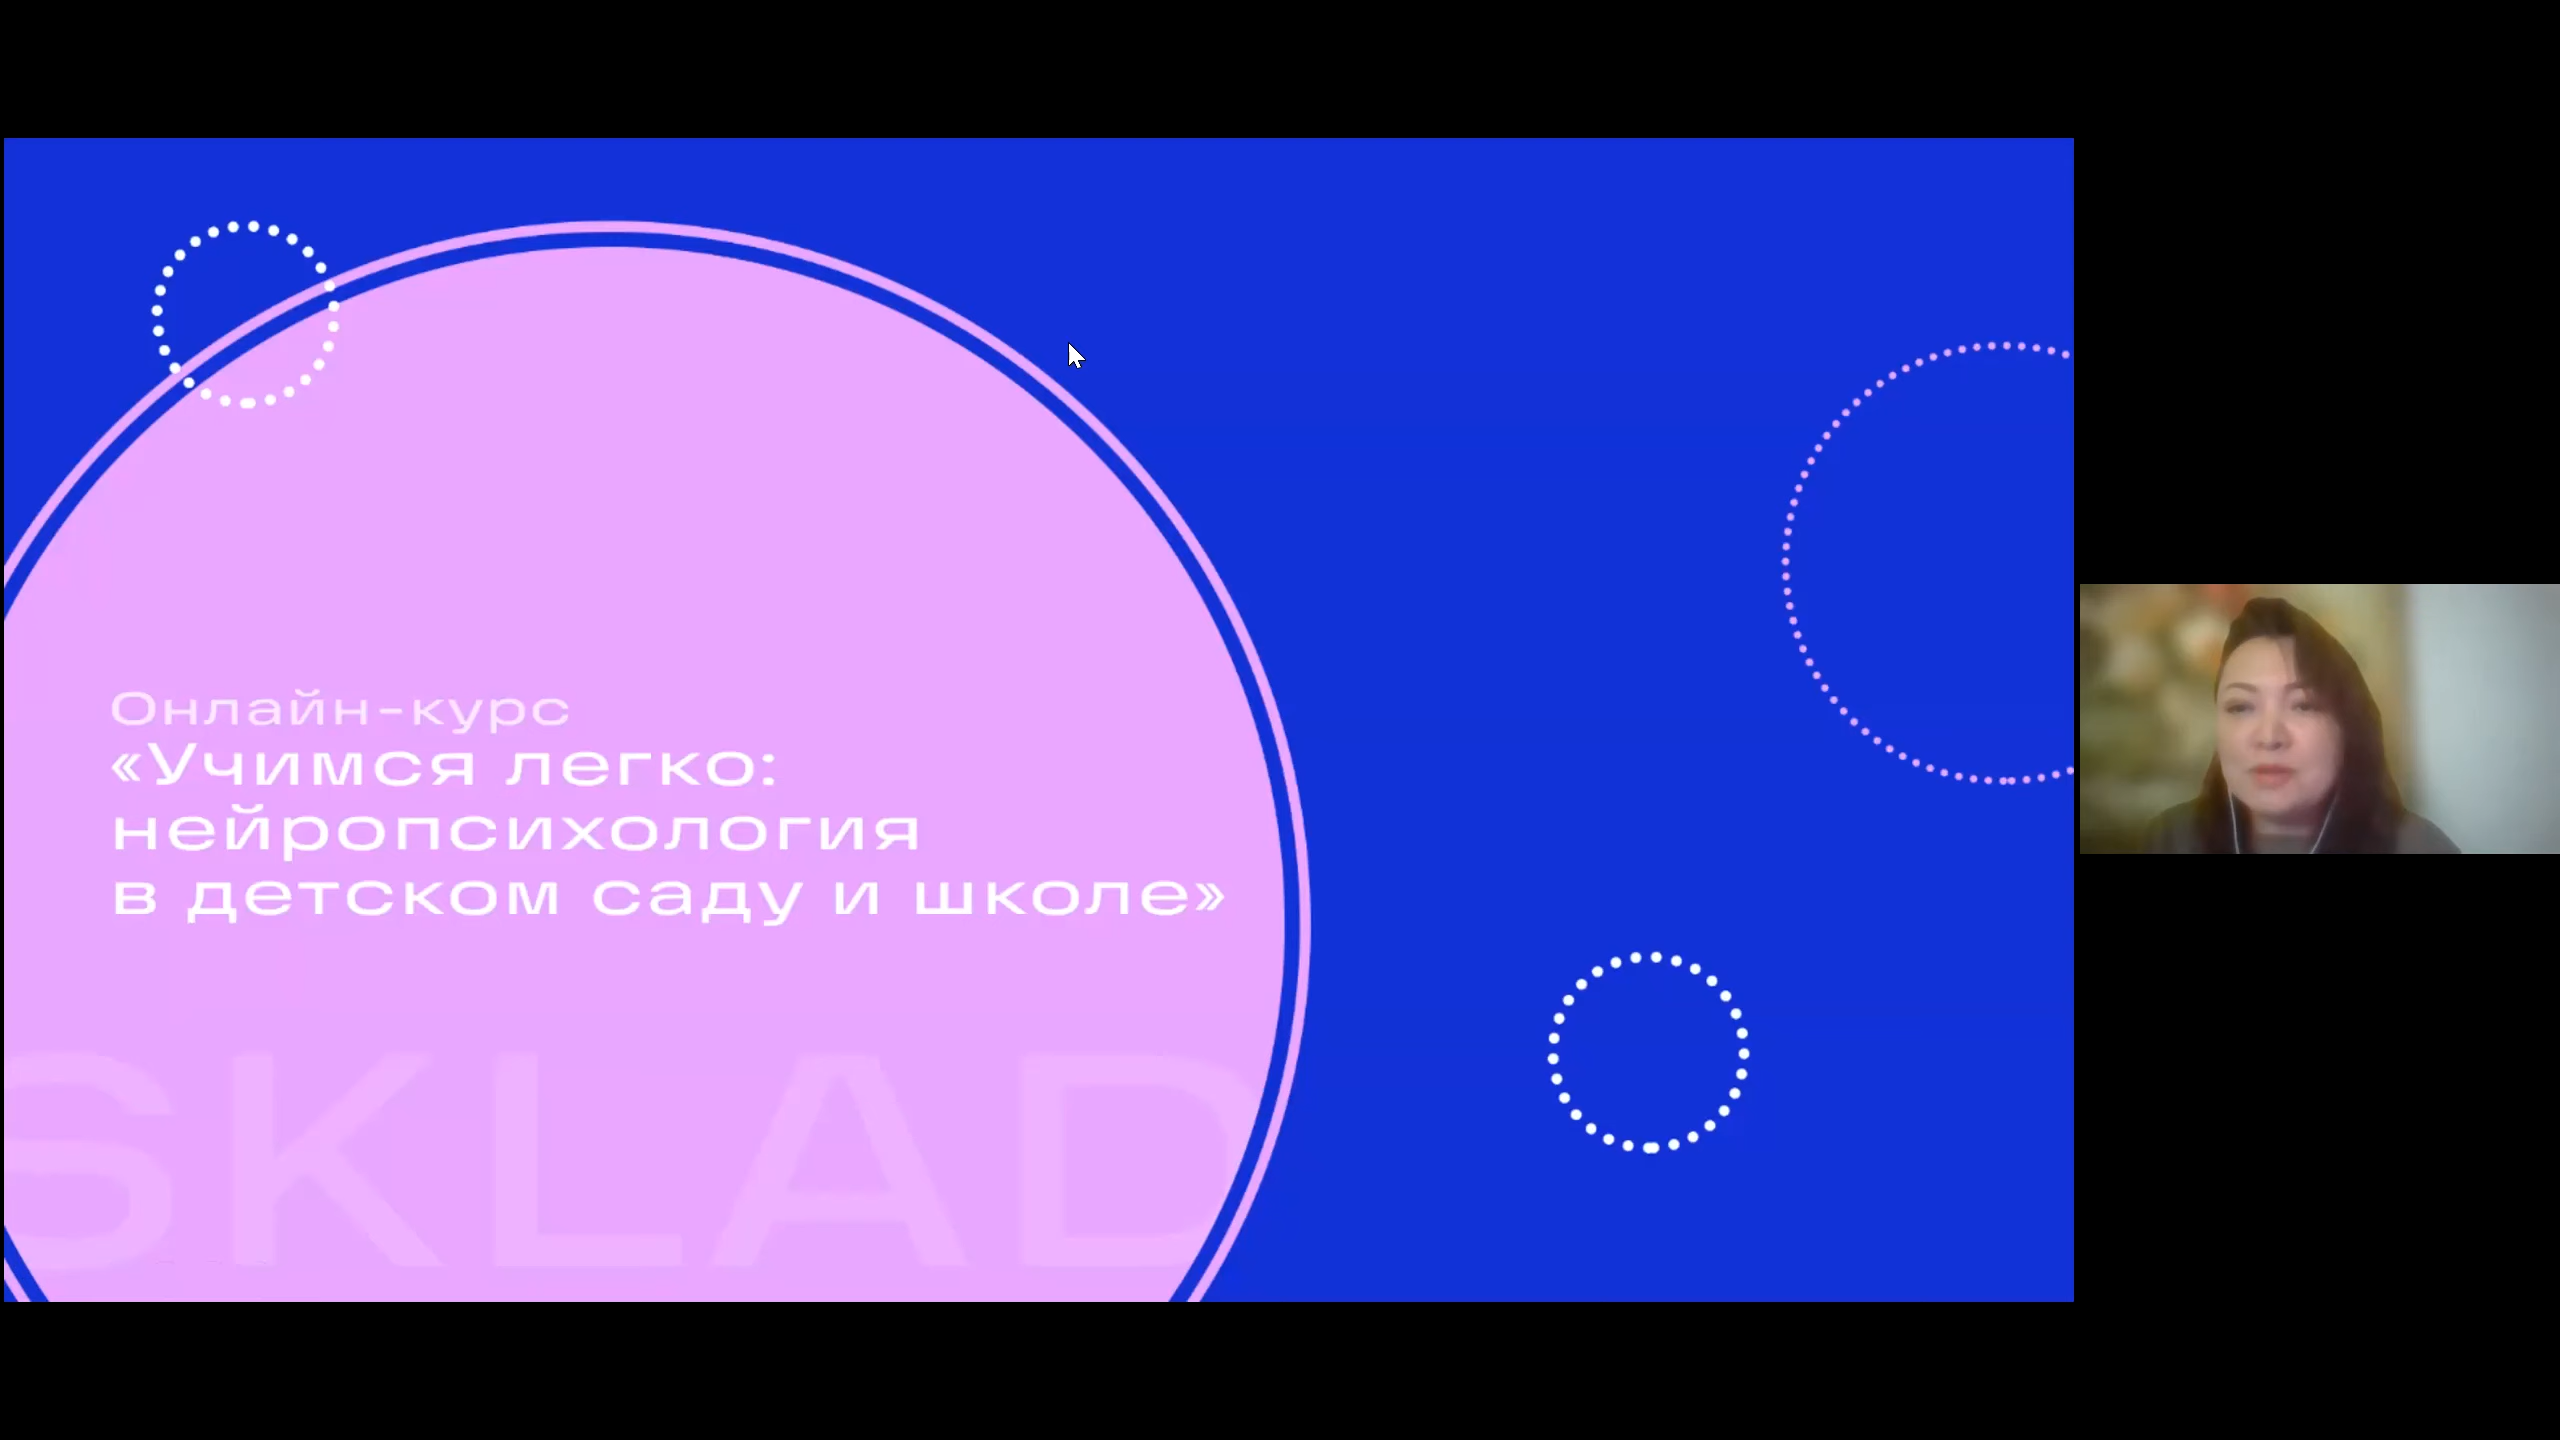 Онлайн-курс
«Учимся легко:
нейропсихология
в детском саду и школе»
SKLAD